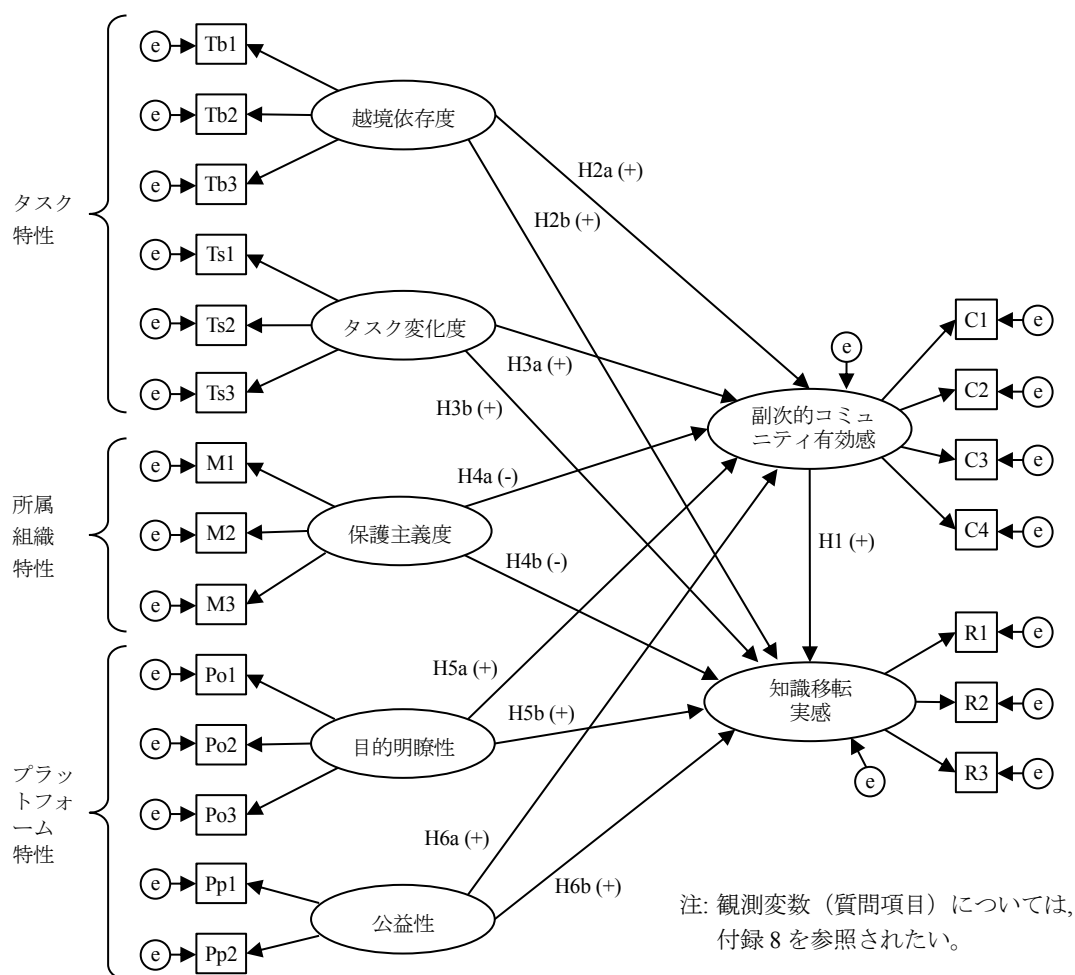 タスク
特性
所属
組織
特性
プラッ
トフォ
ーム
特性
e
Tb1
e
Tb2
e
Tb3
越境依存度
e
Ts1
e
Ts2
e
Ts3
タスク変化度
e
M1
e
M2
e
M3
保護主義度
e
Po1
e
Po2
e
Po3
目的明瞭性
e
Pp1
e
Pp2
公益性
H2a (+)
H2b (+)
H3a (+)
H3b (+)
H4a (-)
H4b (-)
H5a (+)
H5b (+)
H6a (+)
H6b (+)
e
副次的コミュ
ニティ有効感
H1 (+)
知識移転
実感
e
C1
e
C2
e
C3
e
C4
e
R1
e
R2
e
R3
e
注: 観測変数（質問項目）については,
付録 8 を参照されたい。